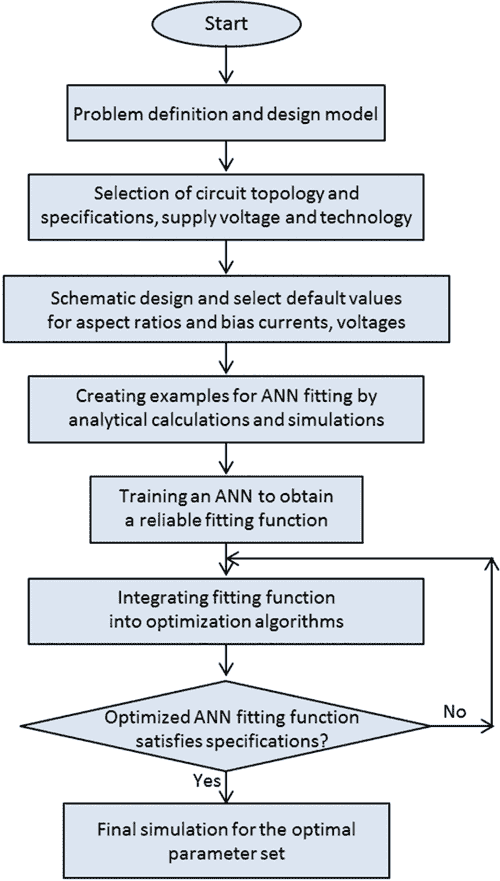 Start
Problem definition and design model
Selection of circuit topology and
specifications, supply voltage and technology
Schematic design and select default values
for aspect ratios and bias currents, voltages
Creating examples for ANN fitting by
analytical calculations and simulations
Training an ANN to obtain
a reliable fitting function
Integrating fitting function
into optimization algorithms
Optimized ANN fitting function
satisfies specifications?
No
Yes
Final simulation for the optimal
parameter set